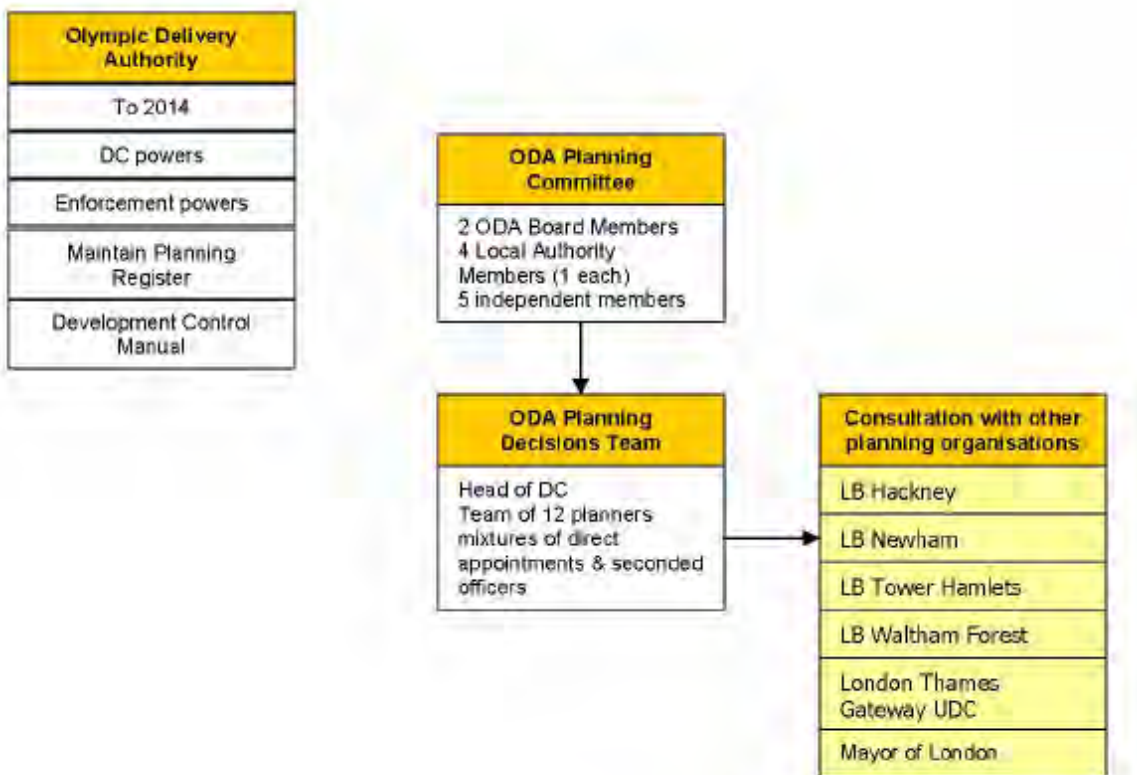 Olympic Delivery
Authority
To 2014
DC powers
Enforcement powers
Maintain Planning
Register
Development Control
Manual
ODA Planning
Committee
2 ODA Board Members
4 Local Authority
Members (1 each)
5 independent members
ODA Planning
Decisions Team
Head of DC
Team of 12 planners
mixtures of direct
appointments & seconded
officers
Consultation with other
planning organisations
LB Hackney
LB Newham
LB Tower Hamlets
LB Waltham Forest
London Thames
Gateway UDC
Mayor of London